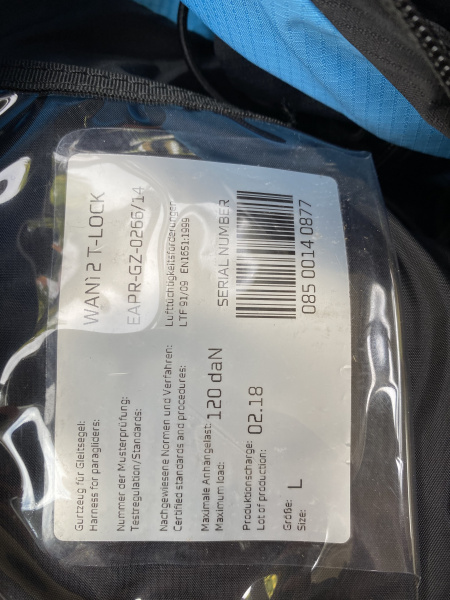 Gurtzeug für Gleitsegel: WANI 2 T-LOCK
Harness for paragliders:
Nummer der Musterprüfung: EAPR-GZ-0266/14
Testregulation/Standards:
Nachgewiesene Normen und Verfahren: Lufttüchtigkeitsforderungen
Certified standards and procedures: LTF 91/09 EN1651:1999
Maximale Anhängelast: 120 daN
Maximum load:
SERIAL NUMBER
Produktionscharge: 02.18
Lot of production:
Größe: L
Size:
085 0014 0877